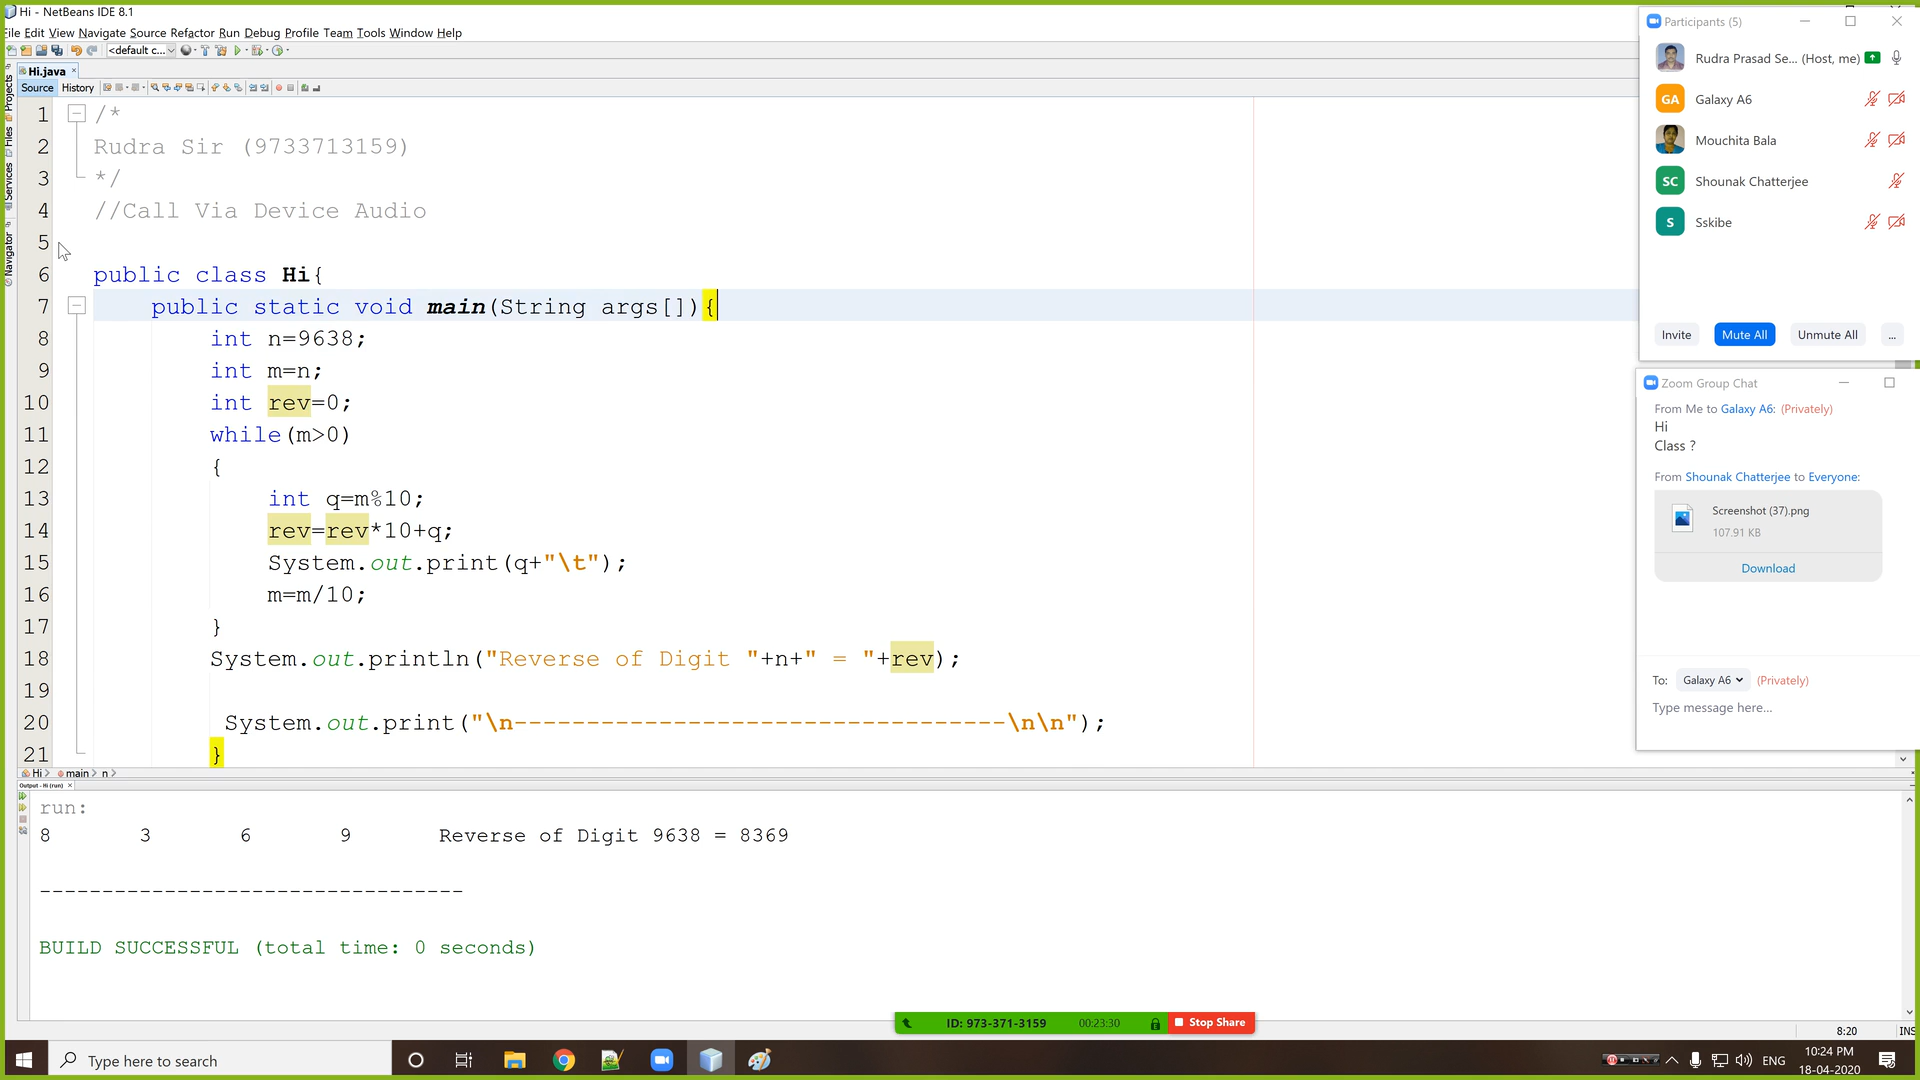 Hi - NetBeans IDE 8.1
File Edit View Navigate Source Refactor Run Debug Profile Team Tools Window Help
<default c...
Hi.java
Source History
Projects
Files
Services
Navigator
1 /*
2 Rudra Sir (9733713159)
3 */
4 //Call Via Device Audio
5
6 public class Hi{
7 public static void main(String args[]){
8 int n=9638;
9 int m=n;
10 int rev=0;
11 while(m>0)
12 {
13 int q=m%10;
14 rev=rev*10+q;
15 System.out.print(q+"\t");
16 m=m/10;
17 }
18 System.out.println("Reverse of Digit "+n+" = "+rev);
19
20 System.out.print("\n----------------------------------\n\n");
21 }
Hi > main > n >
Output - Hi (run)
run:
8 3 6 9 Reverse of Digit 9638 = 8369
----------------------------------
BUILD SUCCESSFUL (total time: 0 seconds)
Participants (5)
Rudra Prasad Se... (Host, me)
GA Galaxy A6
Mouchita Bala
SC Shounak Chatterjee
S Sskibe
Invite Mute All Unmute All ...
Zoom Group Chat
From Me to Galaxy A6: (Privately)
Hi
Class ?
From Shounak Chatterjee to Everyone:
Screenshot (37).png
107.91 KB
Download
To: Galaxy A6 (Privately)
Type message here...
ID: 973-371-3159 00:23:30 Stop Share
8:20 INS
Type here to search
ENG
10:24 PM
18-04-2020